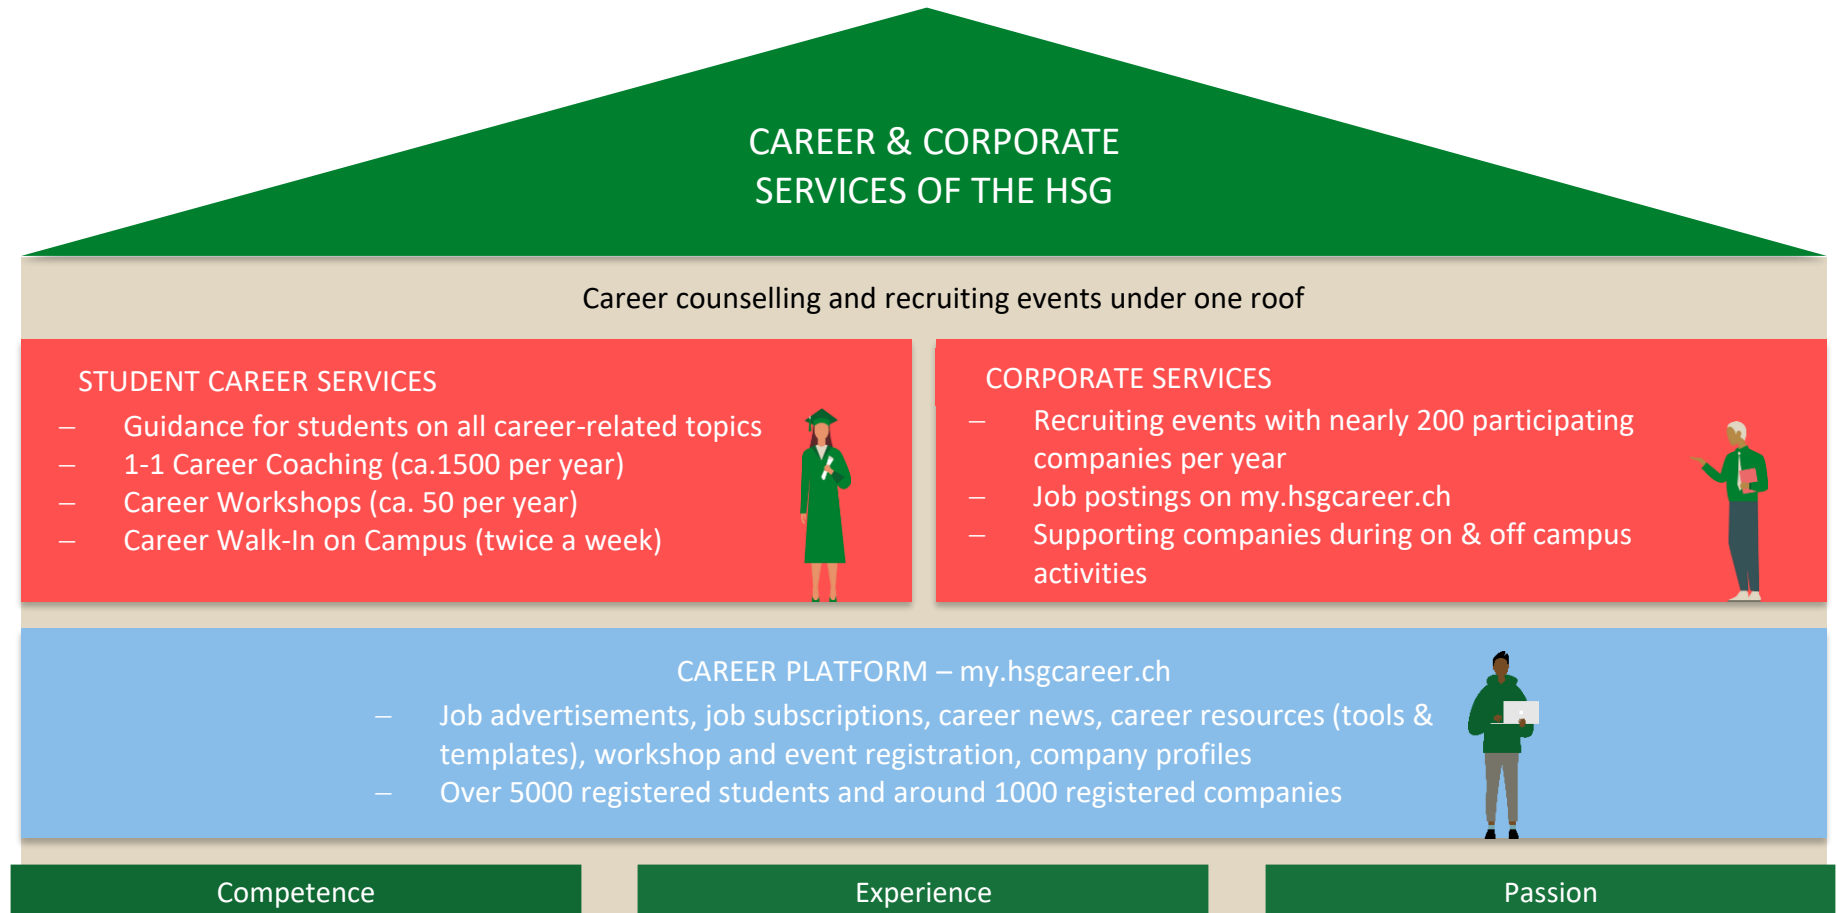 CAREER & CORPORATE
SERVICES OF THE HSG
Career counselling and recruiting events under one roof
STUDENT CAREER SERVICES
– Guidance for students on all career-related topics
– 1-1 Career Coaching (ca.1500 per year)
– Career Workshops (ca. 50 per year)
– Career Walk-In on Campus (twice a week)
CORPORATE SERVICES
– Recruiting events with nearly 200 participating
companies per year
– Job postings on my.hsgcareer.ch
– Supporting companies during on & off campus
activities
CAREER PLATFORM – my.hsgcareer.ch
– Job advertisements, job subscriptions, career news, career resources (tools &
templates), workshop and event registration, company profiles
– Over 5000 registered students and around 1000 registered companies
Competence
Experience
Passion